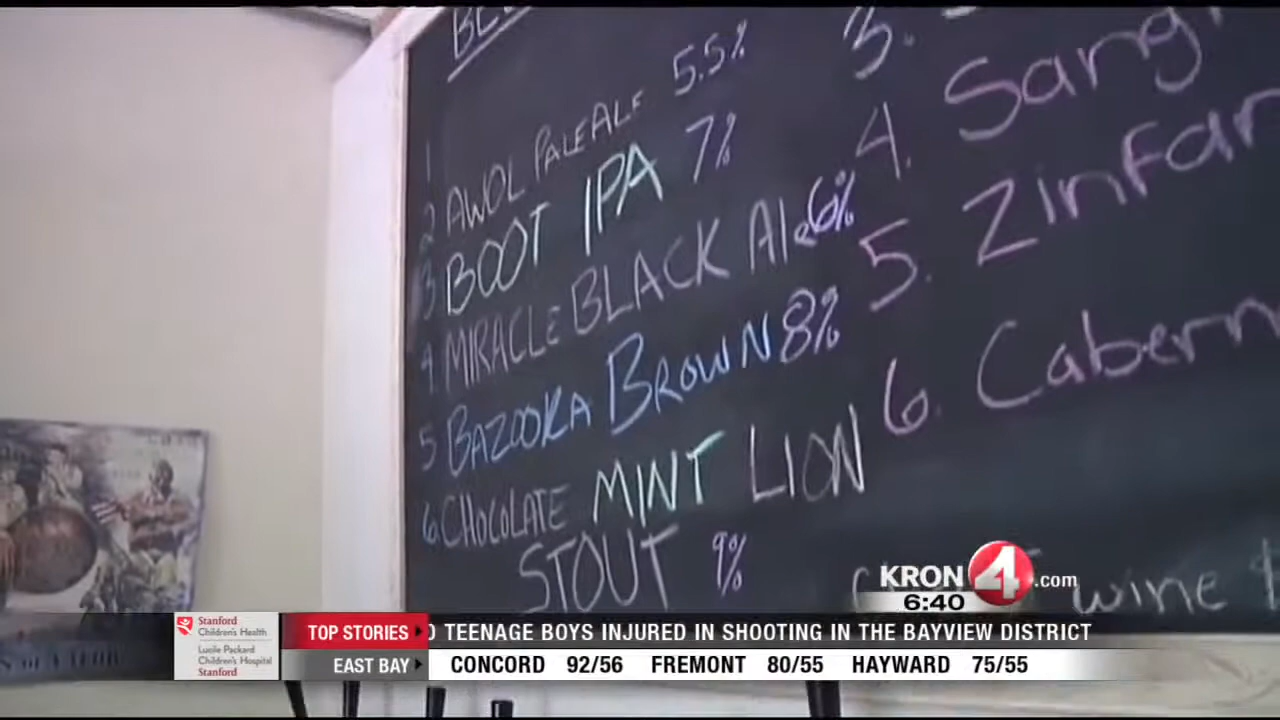 1 AWOL PALE ALE 5.5%
2 BOOT IPA 7%
3 MIRACLE BLACK Ale 6%
4 BAZOOKA BROWN 8%
5 CHOCOLATE MINT LION
6 STOUT 9%
3.
4. Sang
5. Zinfan
6. Cabern
wine $
KRON 4 .com
6:40
Stanford
Children's Health
Lucile Packard
Children's Hospital
Stanford
TOP STORIES
TEENAGE BOYS INJURED IN SHOOTING IN THE BAYVIEW DISTRICT
EAST BAY
CONCORD 92/56 FREMONT 80/55 HAYWARD 75/55